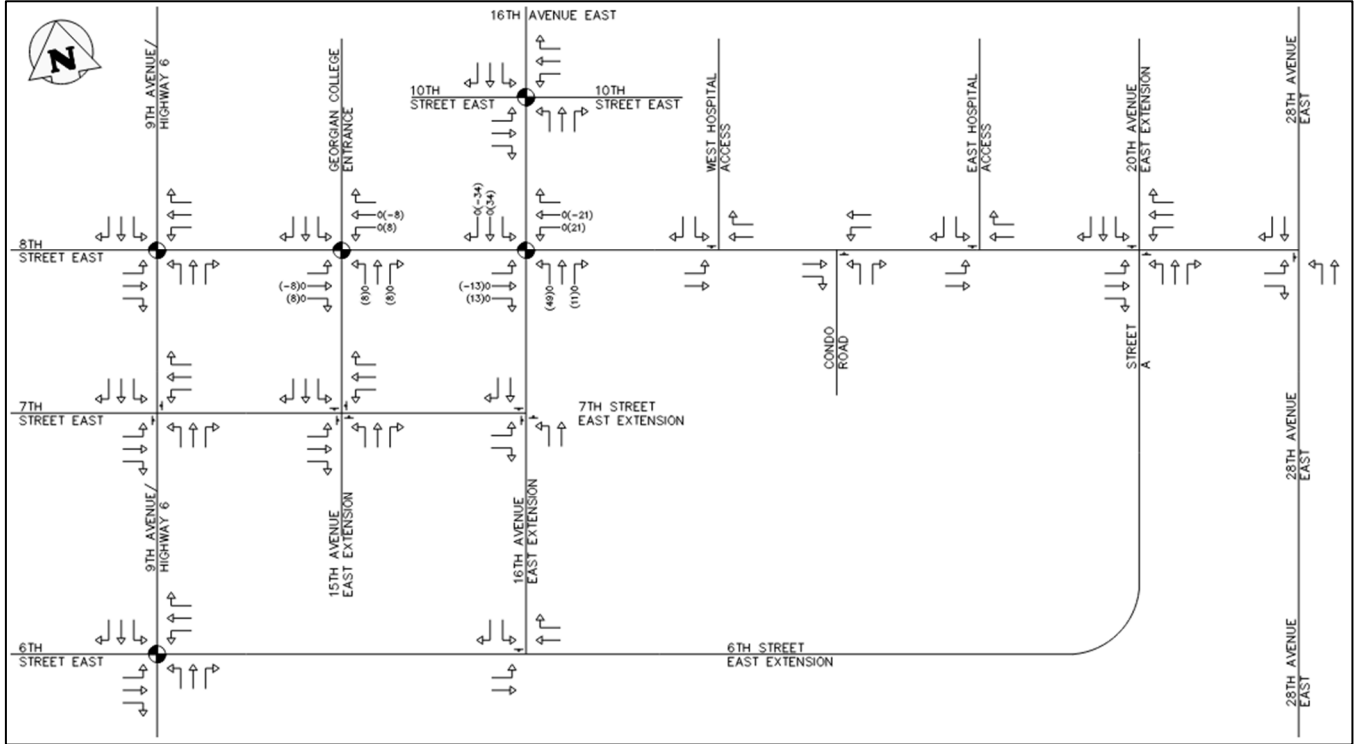 16TH AVENUE EAST
N
9TH AVENUE/
HIGHWAY 6
GEORGIAN COLLEGE
ENTRANCE
10TH
STREET EAST
10TH
STREET EAST
WEST HOSPITAL
ACCESS
EAST HOSPITAL
ACCESS
20TH AVENUE
EAST EXTENSION
28TH AVENUE
EAST
0(-8)
0(8)
0(-34)
0(34)
0(-21)
0(21)
8TH
STREET EAST
(-8)0
(8)0
(8)0
(8)0
(-13)0
(13)0
(49)0
(11)0
CONDO
ROAD
STREET
A
7TH
STREET EAST
7TH STREET
EAST EXTENSION
28TH AVENUE
EAST
9TH AVENUE/
HIGHWAY 6
15TH AVENUE
EAST EXTENSION
16TH AVENUE
EAST EXTENSION
6TH
STREET EAST
6TH STREET
EAST EXTENSION
28TH AVENUE
EAST